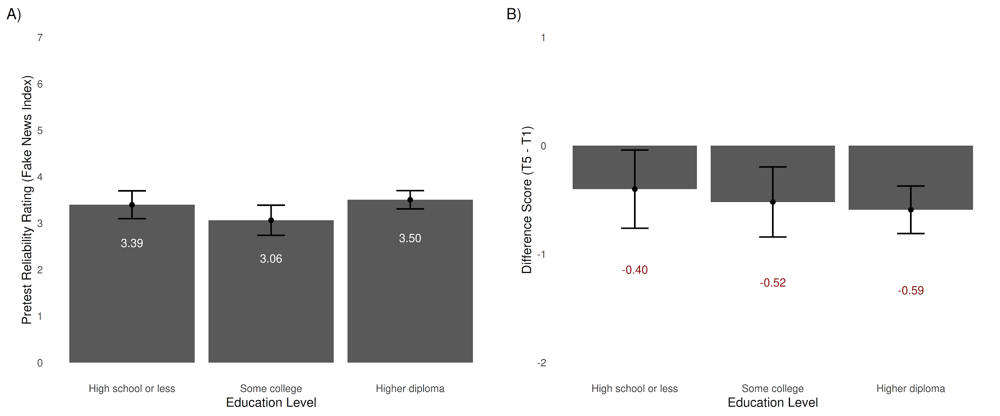 A)
Pretest Reliability Rating (Fake News Index)
7
6
5
4
3
2
1
0
3.39
3.06
3.50
High school or less
Some college
Higher diploma
Education Level
B)
Difference Score (T5 - T1)
1
0
-1
-2
-0.40
-0.52
-0.59
High school or less
Some college
Higher diploma
Education Level